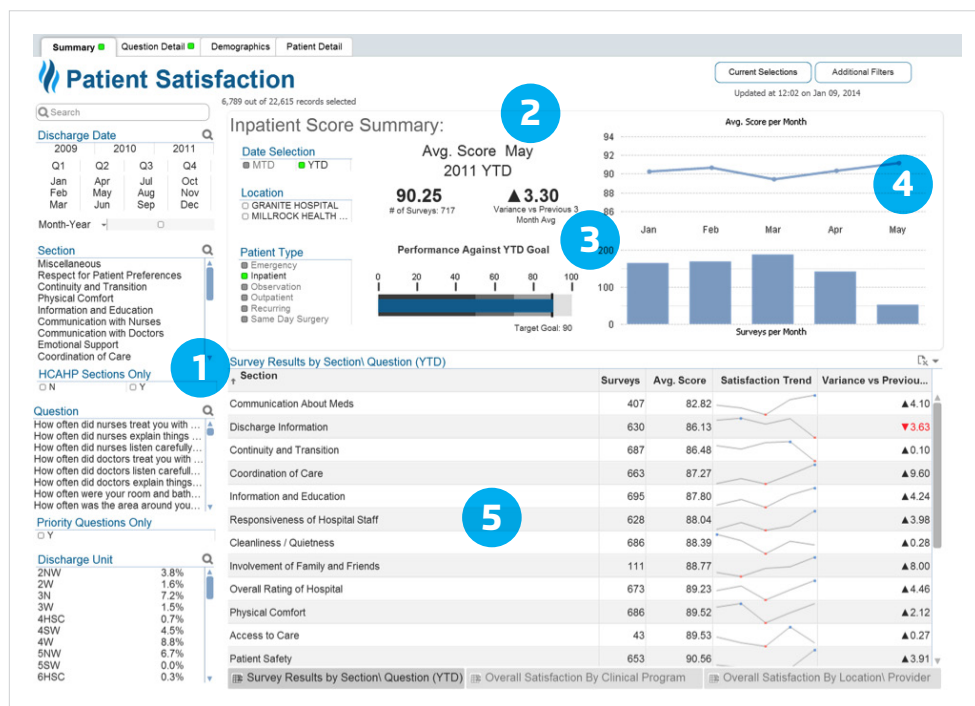 Summary
Question Detail
Demographics
Patient Detail
Patient Satisfaction
Current Selections
Additional Filters
Updated at 12:02 on Jan 09, 2014
6,789 out of 22,615 records selected
Search
Discharge Date
2009 2010 2011
Q1 Q2 Q3 Q4
Jan Apr Jul Oct
Feb May Aug Nov
Mar Jun Sep Dec
Month-Year
Section
Miscellaneous
Respect for Patient Preferences
Continuity and Transition
Physical Comfort
Information and Education
Communication with Nurses
Communication with Doctors
Emotional Support
Coordination of Care
HCAHP Sections Only
N Y
Question
How often did nurses treat you with ...
How often did nurses explain things ...
How often did nurses listen carefully...
How often did doctors treat you with ...
How often did doctors listen carefull...
How often did doctors explain things...
How often were your room and bath...
How often was the area around you...
Priority Questions Only
Y
Discharge Unit
2NW 3.8%
2W 1.6%
3N 7.2%
3W 1.5%
4HSC 0.7%
4SW 4.5%
4W 8.8%
5NW 6.7%
5SW 0.0%
6HSC 0.3%
1
Inpatient Score Summary:
2
Date Selection
MTD YTD
Location
GRANITE HOSPITAL
MILLROCK HEALTH ...
Patient Type
Emergency
Inpatient
Observation
Outpatient
Recurring
Same Day Surgery
Avg. Score May
2011 YTD
90.25
# of Surveys: 717
▲3.30
Variance vs Previous 3
Month Avg
3
Performance Against YTD Goal
0 20 40 60 80 100
Target Goal: 90
Avg. Score per Month
94
92
90
88
86
4
Jan Feb Mar Apr May
200
100
0
Surveys per Month
Survey Results by Section\ Question (YTD)
Section Surveys Avg. Score Satisfaction Trend Variance vs Previou...
Communication About Meds 407 82.82 ▲4.10
Discharge Information 630 86.13 ▼3.63
Continuity and Transition 687 86.48 ▲0.10
Coordination of Care 663 87.27 ▲9.60
Information and Education 695 87.80 ▲4.24
Responsiveness of Hospital Staff 628 88.04 ▲3.98
5
Cleanliness / Quietness 686 88.39 ▲0.28
Involvement of Family and Friends 111 88.77 ▲8.00
Overall Rating of Hospital 673 89.23 ▲4.46
Physical Comfort 686 89.52 ▲2.12
Access to Care 43 89.53 ▲0.27
Patient Safety 653 90.56 ▲3.91
Survey Results by Section\ Question (YTD)
Overall Satisfaction By Clinical Program
Overall Satisfaction By Location\ Provider